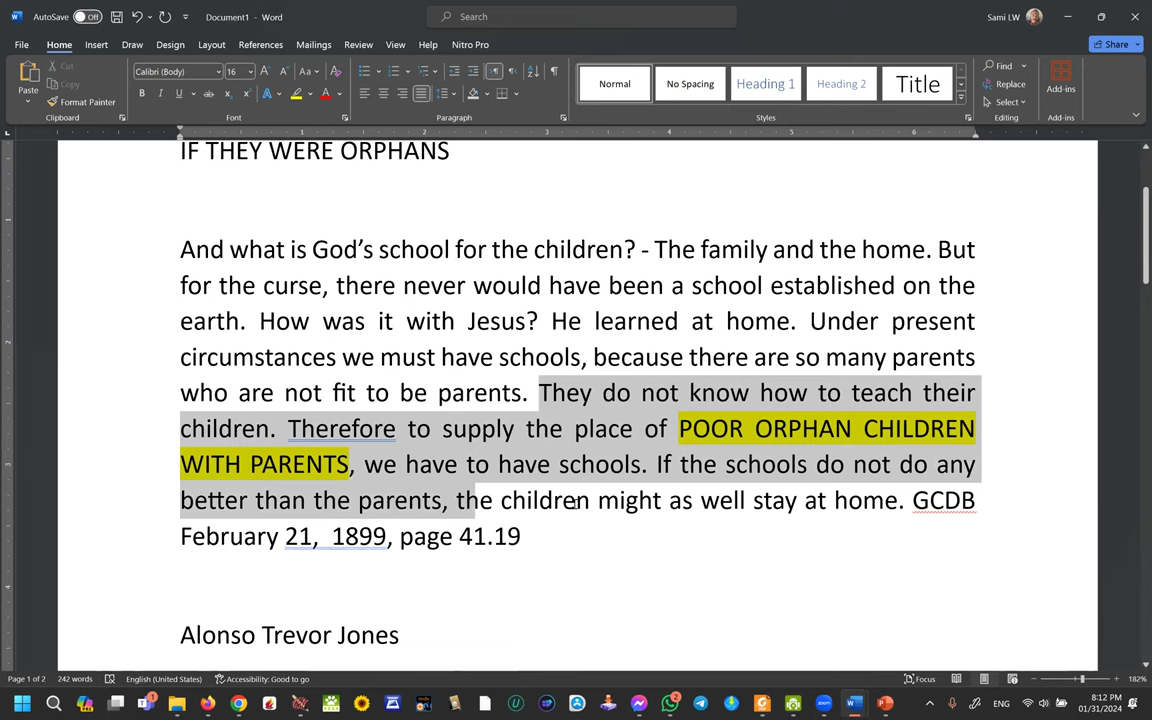 AutoSave Off Document1 - Word Search Sami LW
File Home Insert Draw Design Layout References Mailings Review View Help Nitro Pro Share
Paste Cut Copy Format Painter Calibri (Body) 16 Normal No Spacing Heading 1 Heading 2 Title Find Replace Select Add-ins
Clipboard Font Paragraph Styles Editing Add-ins
IF THEY WERE ORPHANS
And what is God’s school for the children? - The family and the home. But
for the curse, there never would have been a school established on the
earth. How was it with Jesus? He learned at home. Under present
circumstances we must have schools, because there are so many parents
who are not fit to be parents. They do not know how to teach their
children. Therefore to supply the place of POOR ORPHAN CHILDREN
WITH PARENTS, we have to have schools. If the schools do not do any
better than the parents, the children might as well stay at home. GCDB
February 21, 1899, page 41.19
Alonso Trevor Jones
Page 1 of 2 242 words English (United States) Accessibility: Good to go Focus 182%
ENG 8:12 PM
01/31/2024